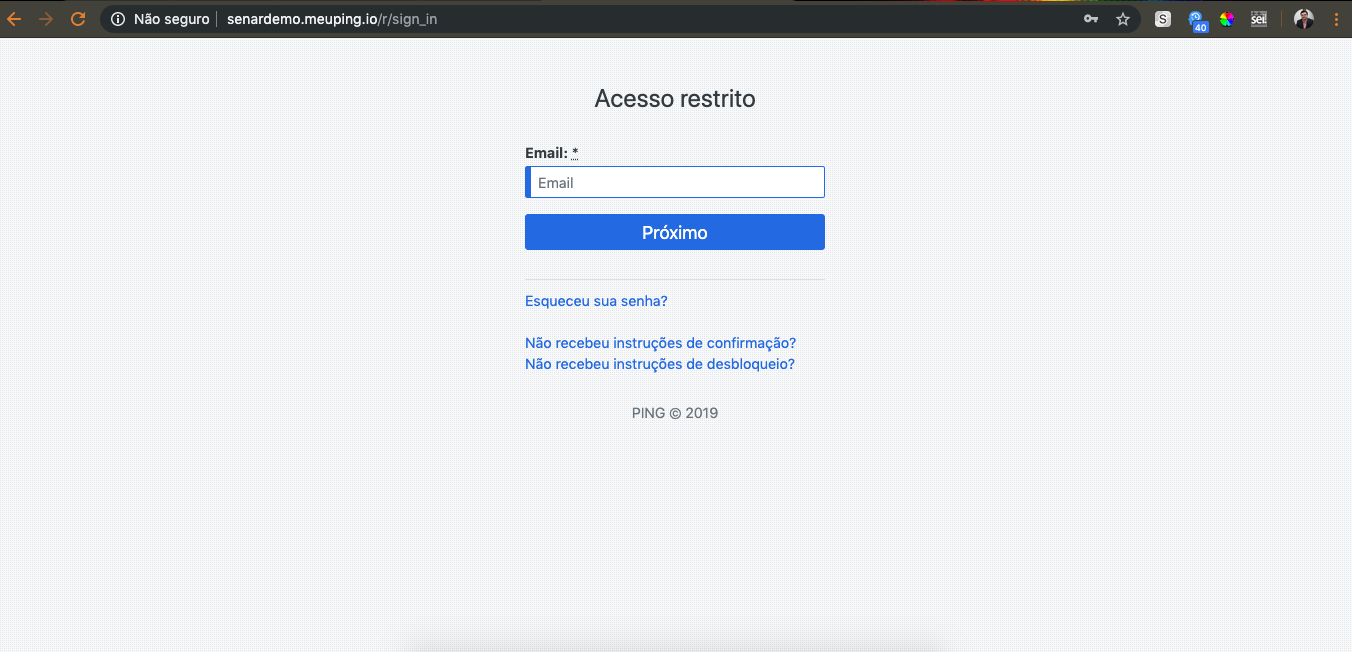 Não seguro senardemo.meuping.io/r/sign_in
S
40
sei!
Acesso restrito
Email: *
Email
Próximo
Esqueceu sua senha?
Não recebeu instruções de confirmação?
Não recebeu instruções de desbloqueio?
PING © 2019